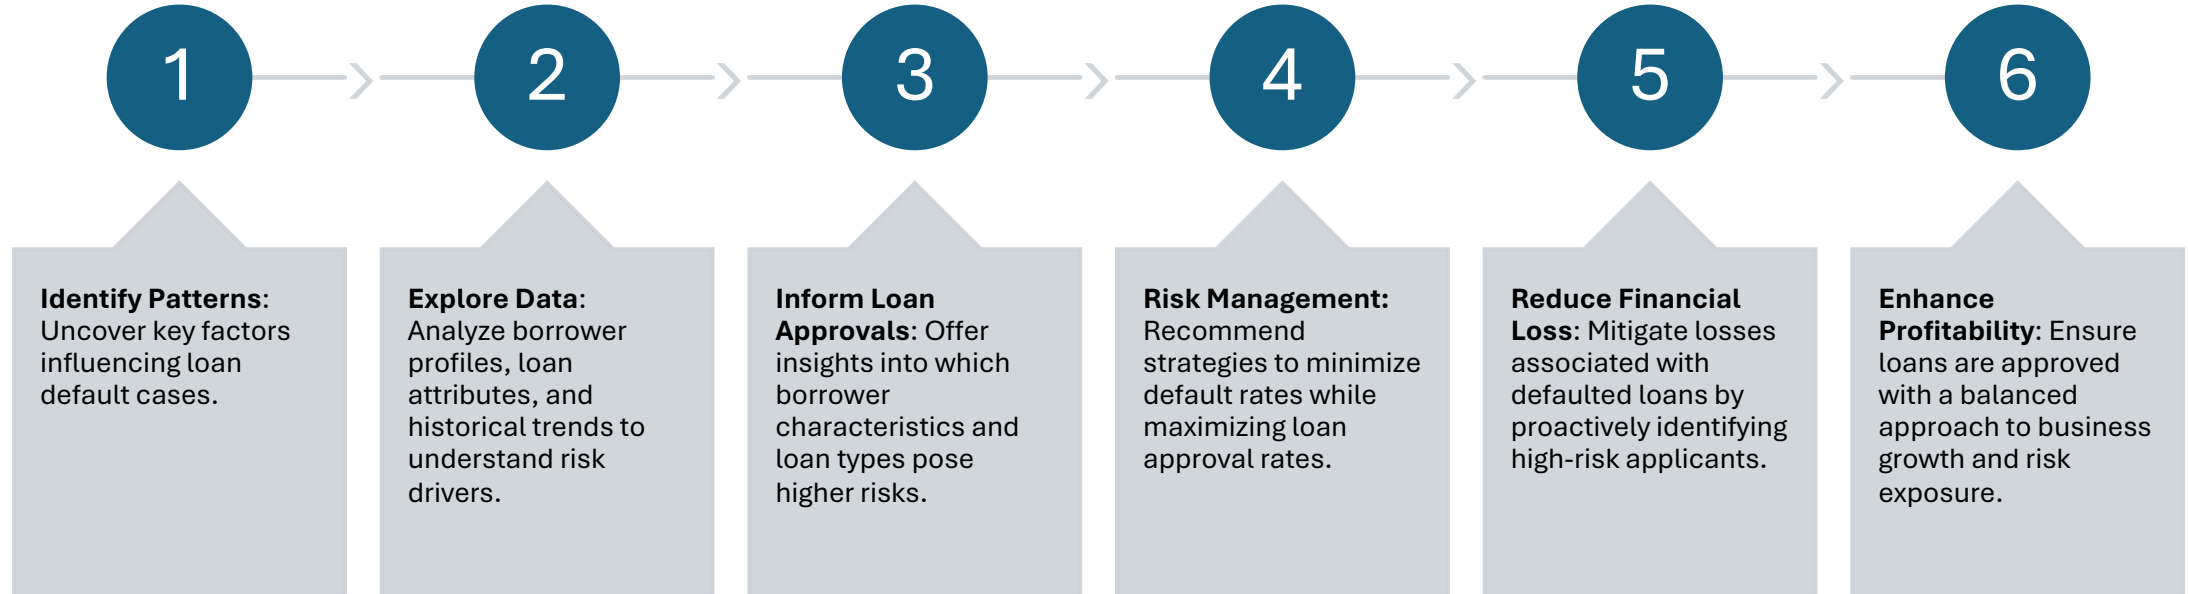 1
2
3
4
5
6
Identify Patterns:
Uncover key factors
influencing loan
default cases.
Explore Data:
Analyze borrower
profiles, loan
attributes, and
historical trends to
understand risk
drivers.
Inform Loan
Approvals: Offer
insights into which
borrower
characteristics and
loan types pose
higher risks.
Risk Management:
Recommend
strategies to minimize
default rates while
maximizing loan
approval rates.
Reduce Financial
Loss: Mitigate losses
associated with
defaulted loans by
proactively identifying
high-risk applicants.
Enhance
Profitability: Ensure
loans are approved
with a balanced
approach to business
growth and risk
exposure.